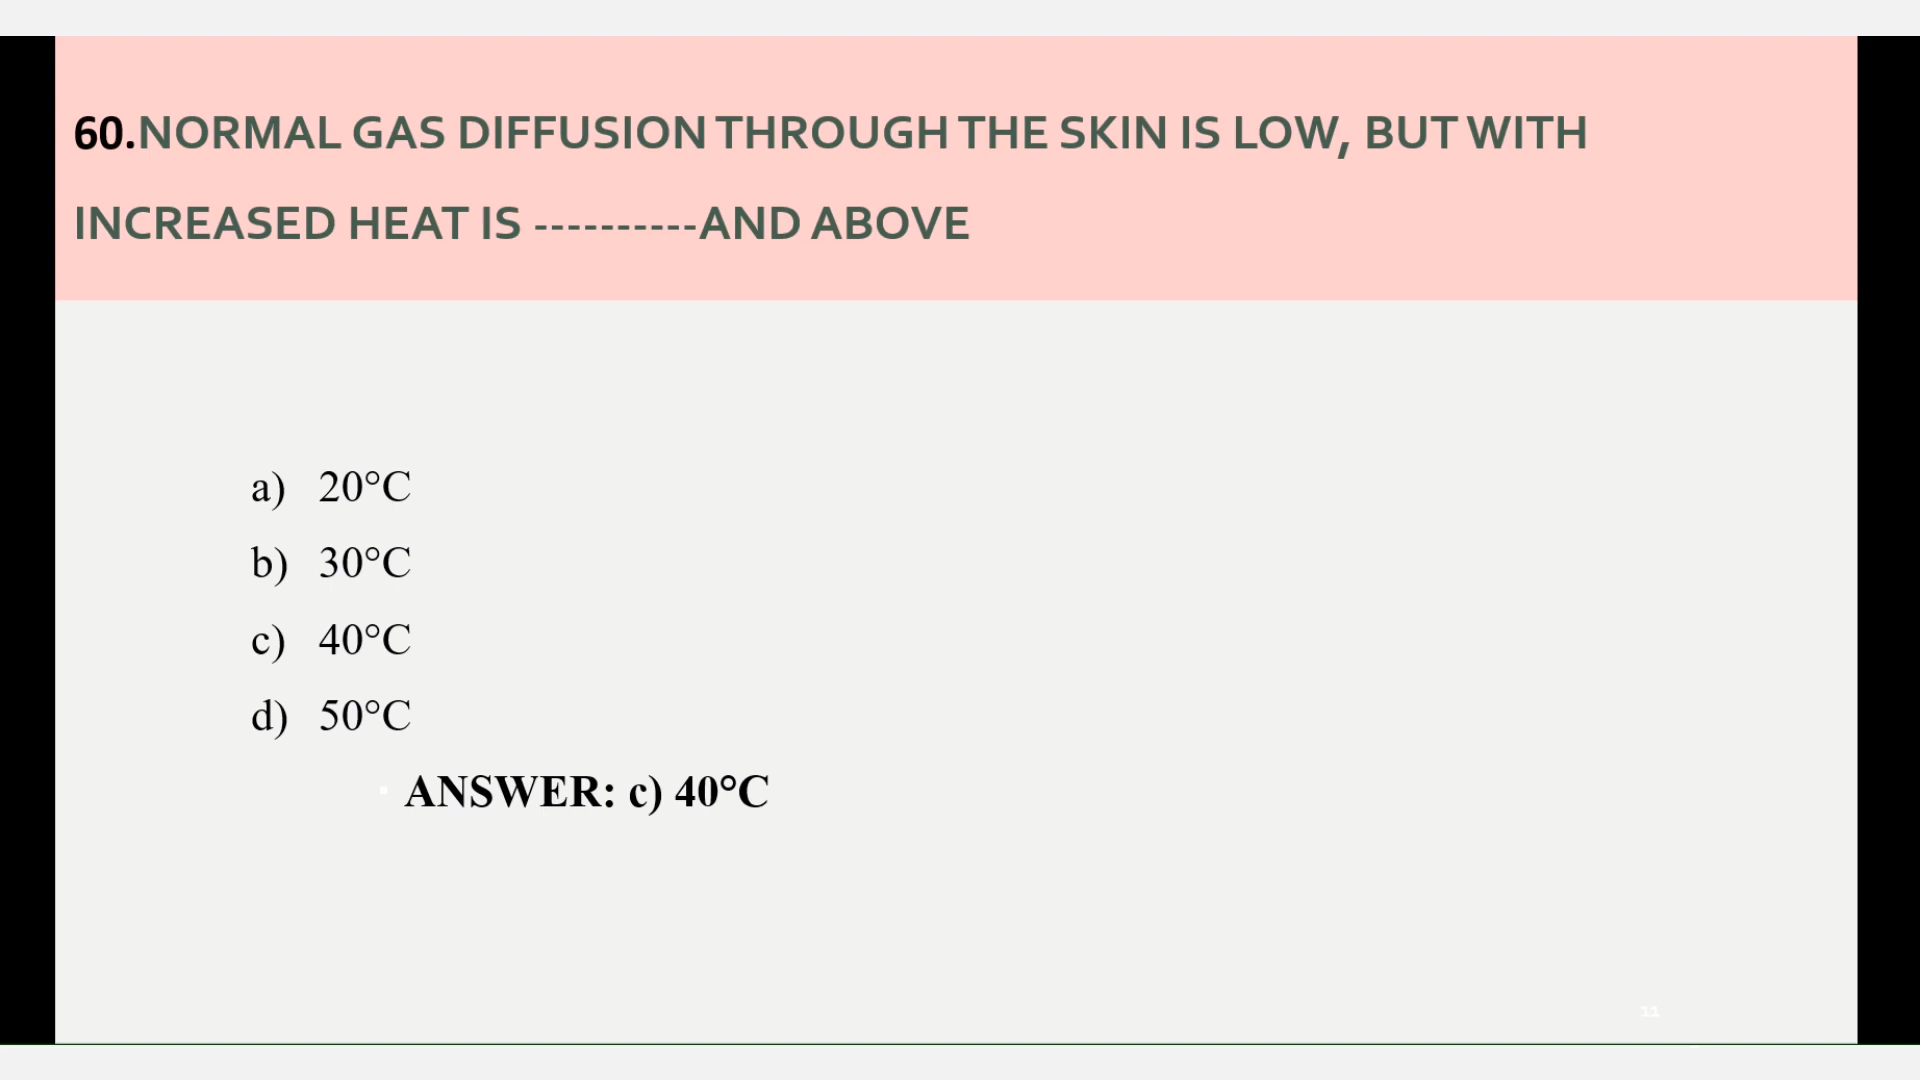 60.NORMAL GAS DIFFUSION THROUGH THE SKIN IS LOW, BUT WITH
INCREASED HEAT IS ----------AND ABOVE
a) 20°C
b) 30°C
c) 40°C
d) 50°C
• ANSWER: c) 40°C
11